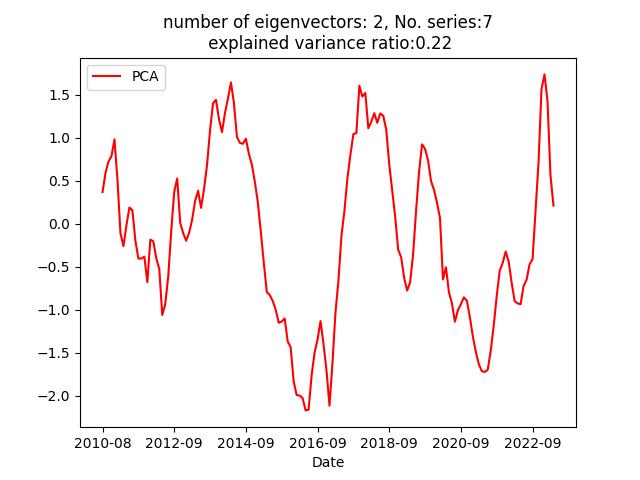 number of eigenvectors: 2, No. series:7
explained variance ratio:0.22
PCA
1.5
1.0
0.5
0.0
−0.5
−1.0
−1.5
−2.0
2010-08 2012-09 2014-09 2016-09 2018-09 2020-09 2022-09
Date